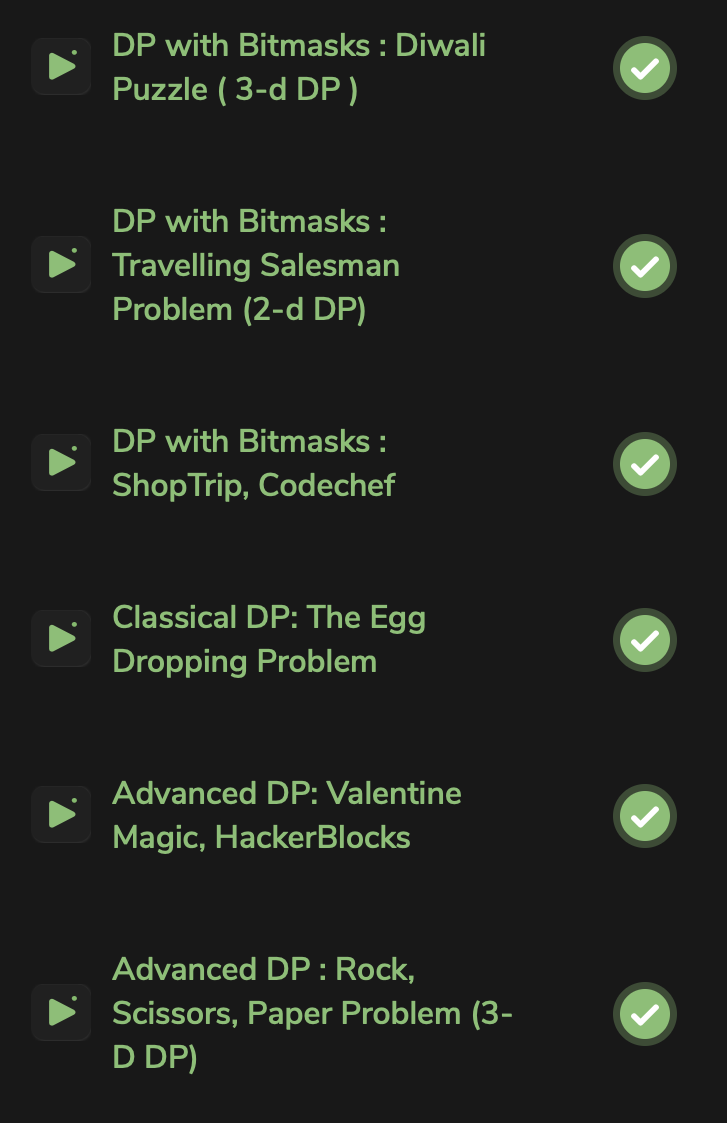 DP with Bitmasks : Diwali
Puzzle ( 3-d DP )
DP with Bitmasks :
Travelling Salesman
Problem (2-d DP)
DP with Bitmasks :
ShopTrip, Codechef
Classical DP: The Egg
Dropping Problem
Advanced DP: Valentine
Magic, HackerBlocks
Advanced DP : Rock,
Scissors, Paper Problem (3-
D DP)